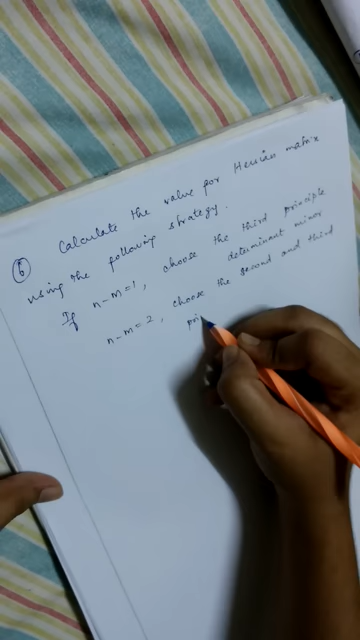 ⑥ Calculate the value for Hessian matrix
using the following strategy.
If n-m=1, choose the third principle
determinant minor
n-m=2, choose the second and third